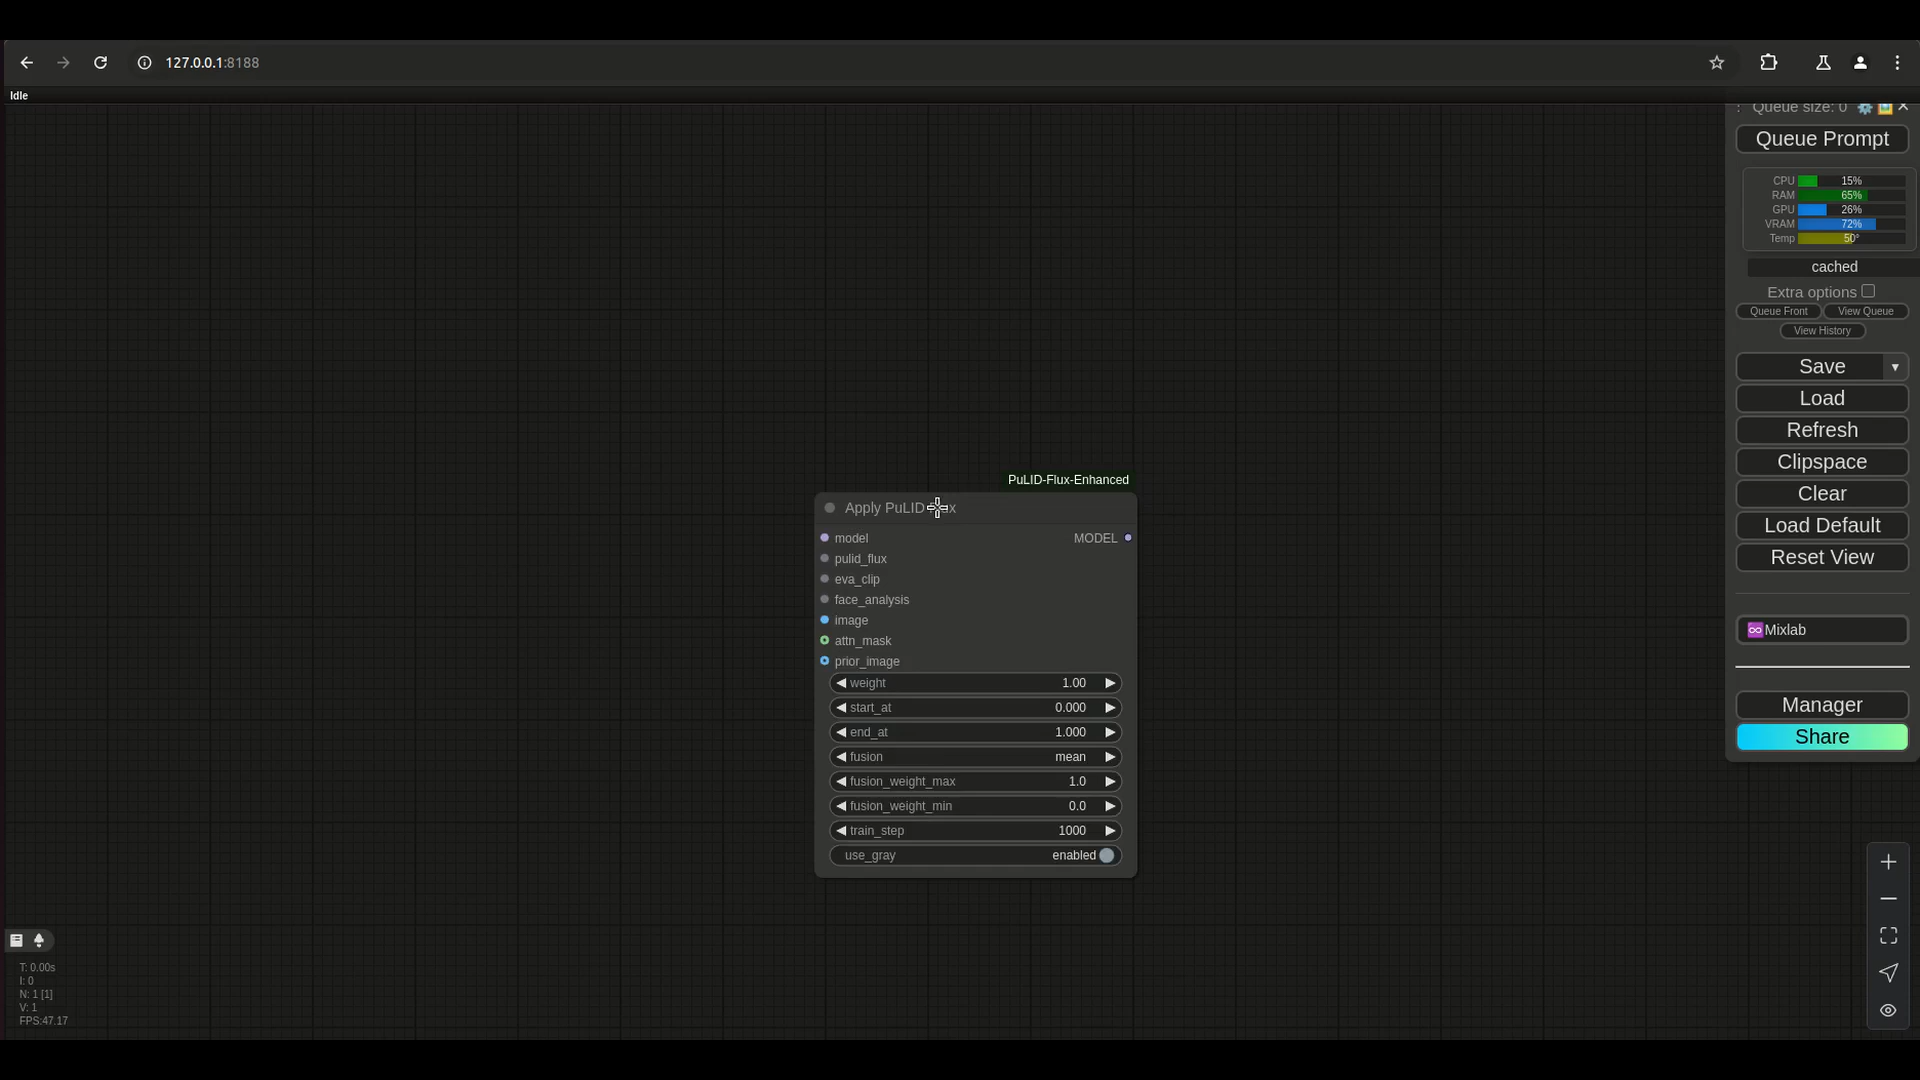 127.0.0.1:8188
Idle
Queue size: 0
Queue Prompt
CPU 15%
RAM 65%
GPU 26%
VRAM 72%
Temp 50°
cached
Extra options
Queue Front View Queue
View History
Save
Load
Refresh
Clipspace
Clear
Load Default
Reset View
Mixlab
Manager
Share
PuLID-Flux-Enhanced
Apply PuLID
model MODEL
pulid_flux
eva_clip
face_analysis
image
attn_mask
prior_image
weight 1.00
start_at 0.000
end_at 1.000
fusion mean
fusion_weight_max 1.0
fusion_weight_min 0.0
train_step 1000
use_gray enabled
T: 0.00s
I: 0
N: 1 [1]
V: 1
FPS:47.17